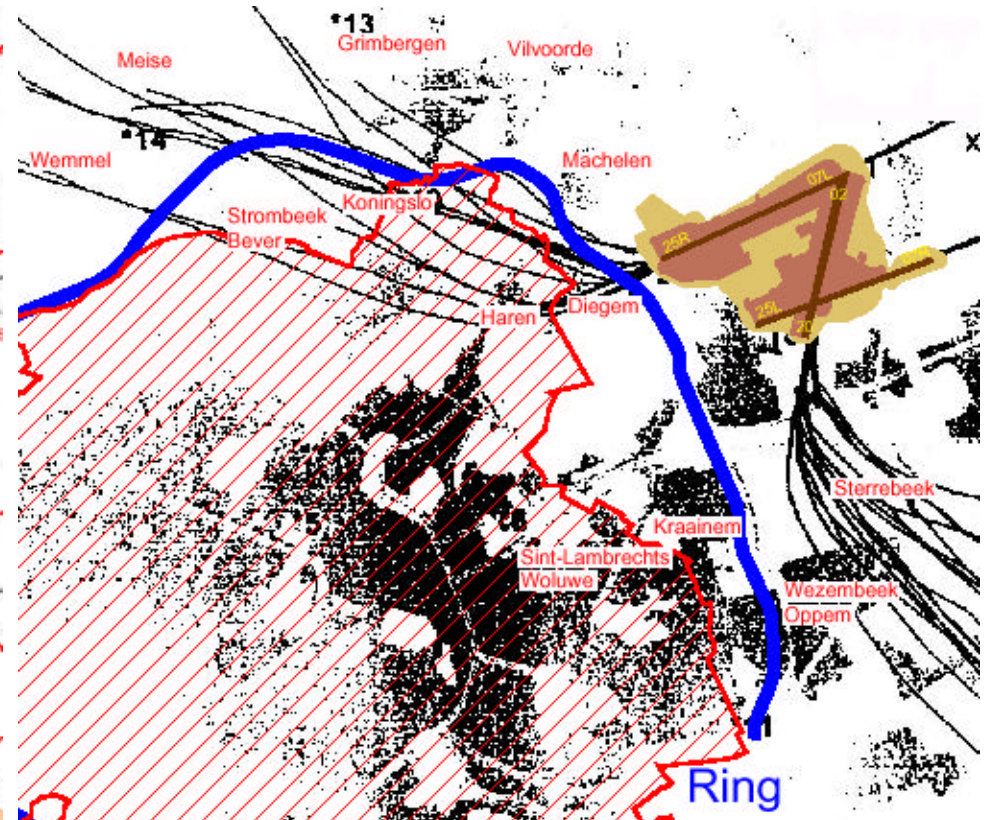 *13
Grimbergen
Vilvoorde
Meise
*14
Wemmel
Machelen
x
07L
02
Koningslo
Strombeek
Bever
25R
Diegem
Haren
25L
20
Sterrebeek
Kraainem
Sint-Lambrechts
Woluwe
Wezembeek
Oppem
Ring